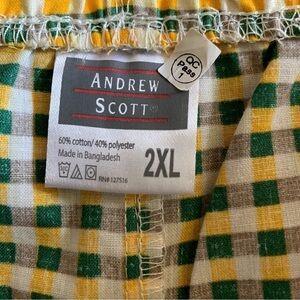 QC
Pass
1
ANDREW
SCOTT
60% cotton/ 40% polyester
Made in Bangladesh
2XL
RN# 127516